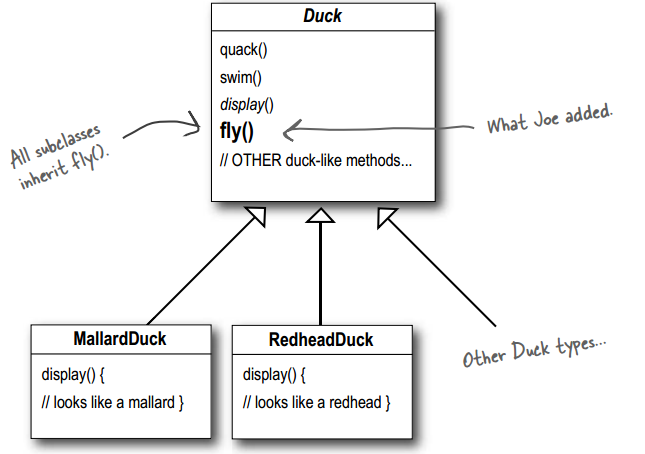 Duck
quack()
swim()
display()
fly()
// OTHER duck-like methods...
All subclasses
inherit fly().
What Joe added.
MallardDuck
display() {
// looks like a mallard }
RedheadDuck
display() {
// looks like a redhead }
Other Duck types...